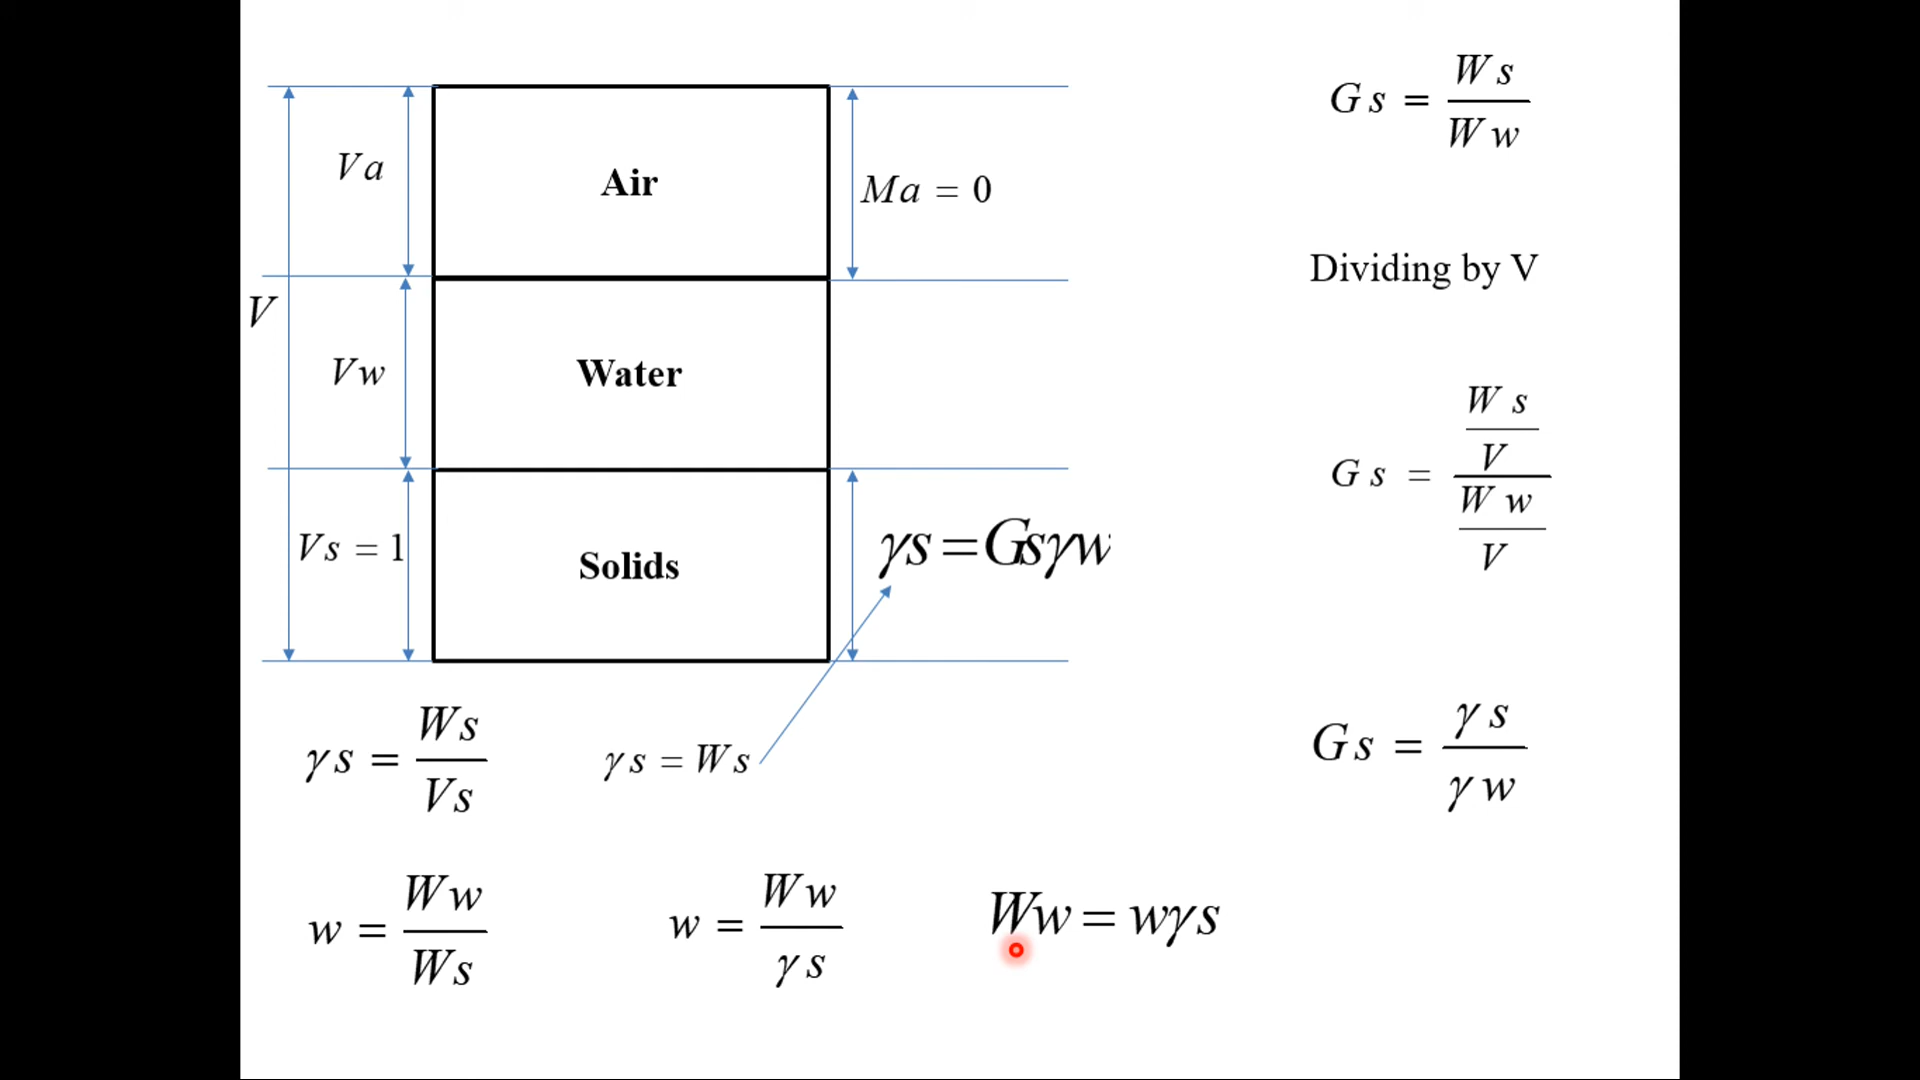 Va
Air
Ma = 0
V
Vw
Water
Vs = 1
Solids
γs = Gsγw
γs = Ws / Vs
γs = Ws
w = Ww / Ws
w = Ww / γs
Ww = wγs
Gs = Ws / Ww
Dividing by V
Gs = (Ws / V) / (Ww / V)
Gs = γs / γw